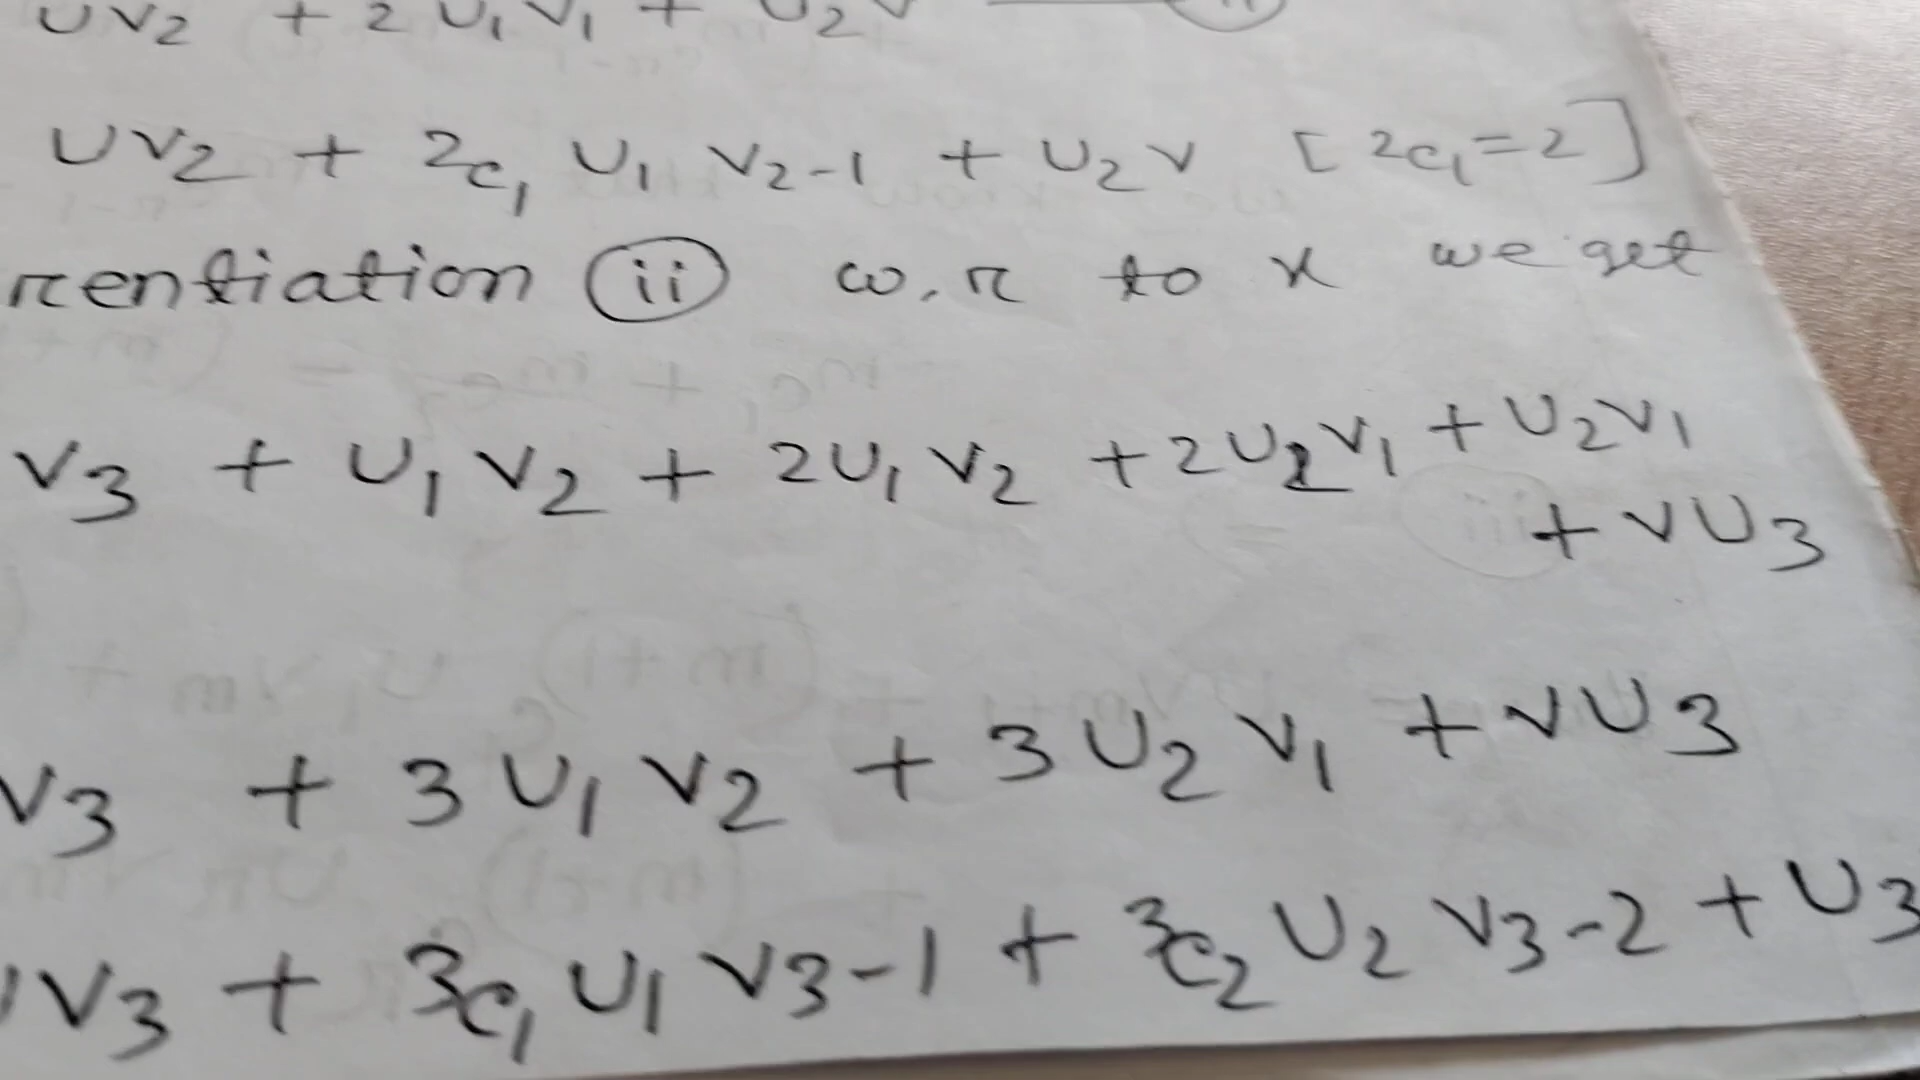 UV2 + 2U1V1 + U2V
UV2 + 2c1 U1 V2-1 + U2V [2c1=2]
rentiation (ii) w.r to x we get
V3 + U1V2 + 2U1V2 + 2U2V1 + U2V1
+ VU3
V3 + 3U1V2 + 3U2V1 + VU3
UV3 + 3c1 U1 V3-1 + 3c2 U2 V3-2 + U3